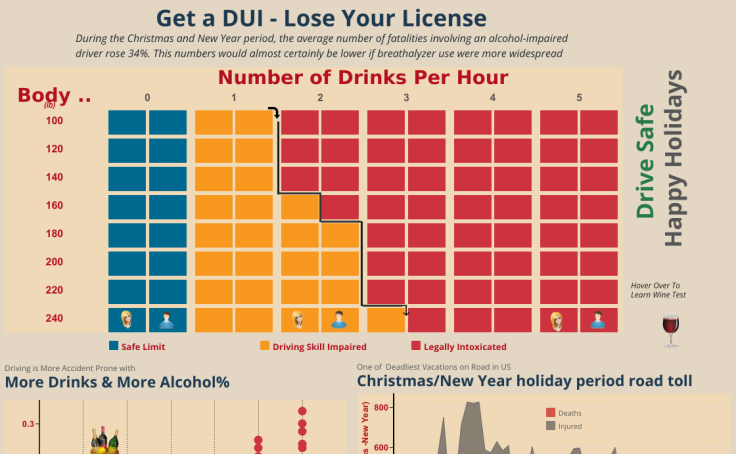 Get a DUI - Lose Your License
During the Christmas and New Year period, the average number of fatalities involving an alcohol-impaired
driver rose 34%. This numbers would almost certainly be lower if breathalyzer use were more widespread
Number of Drinks Per Hour
Body ..
(lb)
0 1 2 3 4 5
100
120
140
160
180
200
220
240
Safe Limit
Driving Skill Impaired
Legally Intoxicated
Drive Safe
Happy Holidays
Hover Over To
Learn Wine Test
Driving is More Accident Prone with
More Drinks & More Alcohol%
0.3
One of Deadliest Vacations on Road in US
Christmas/New Year holiday period road toll
800
600
s -New Year)
Deaths
Injured